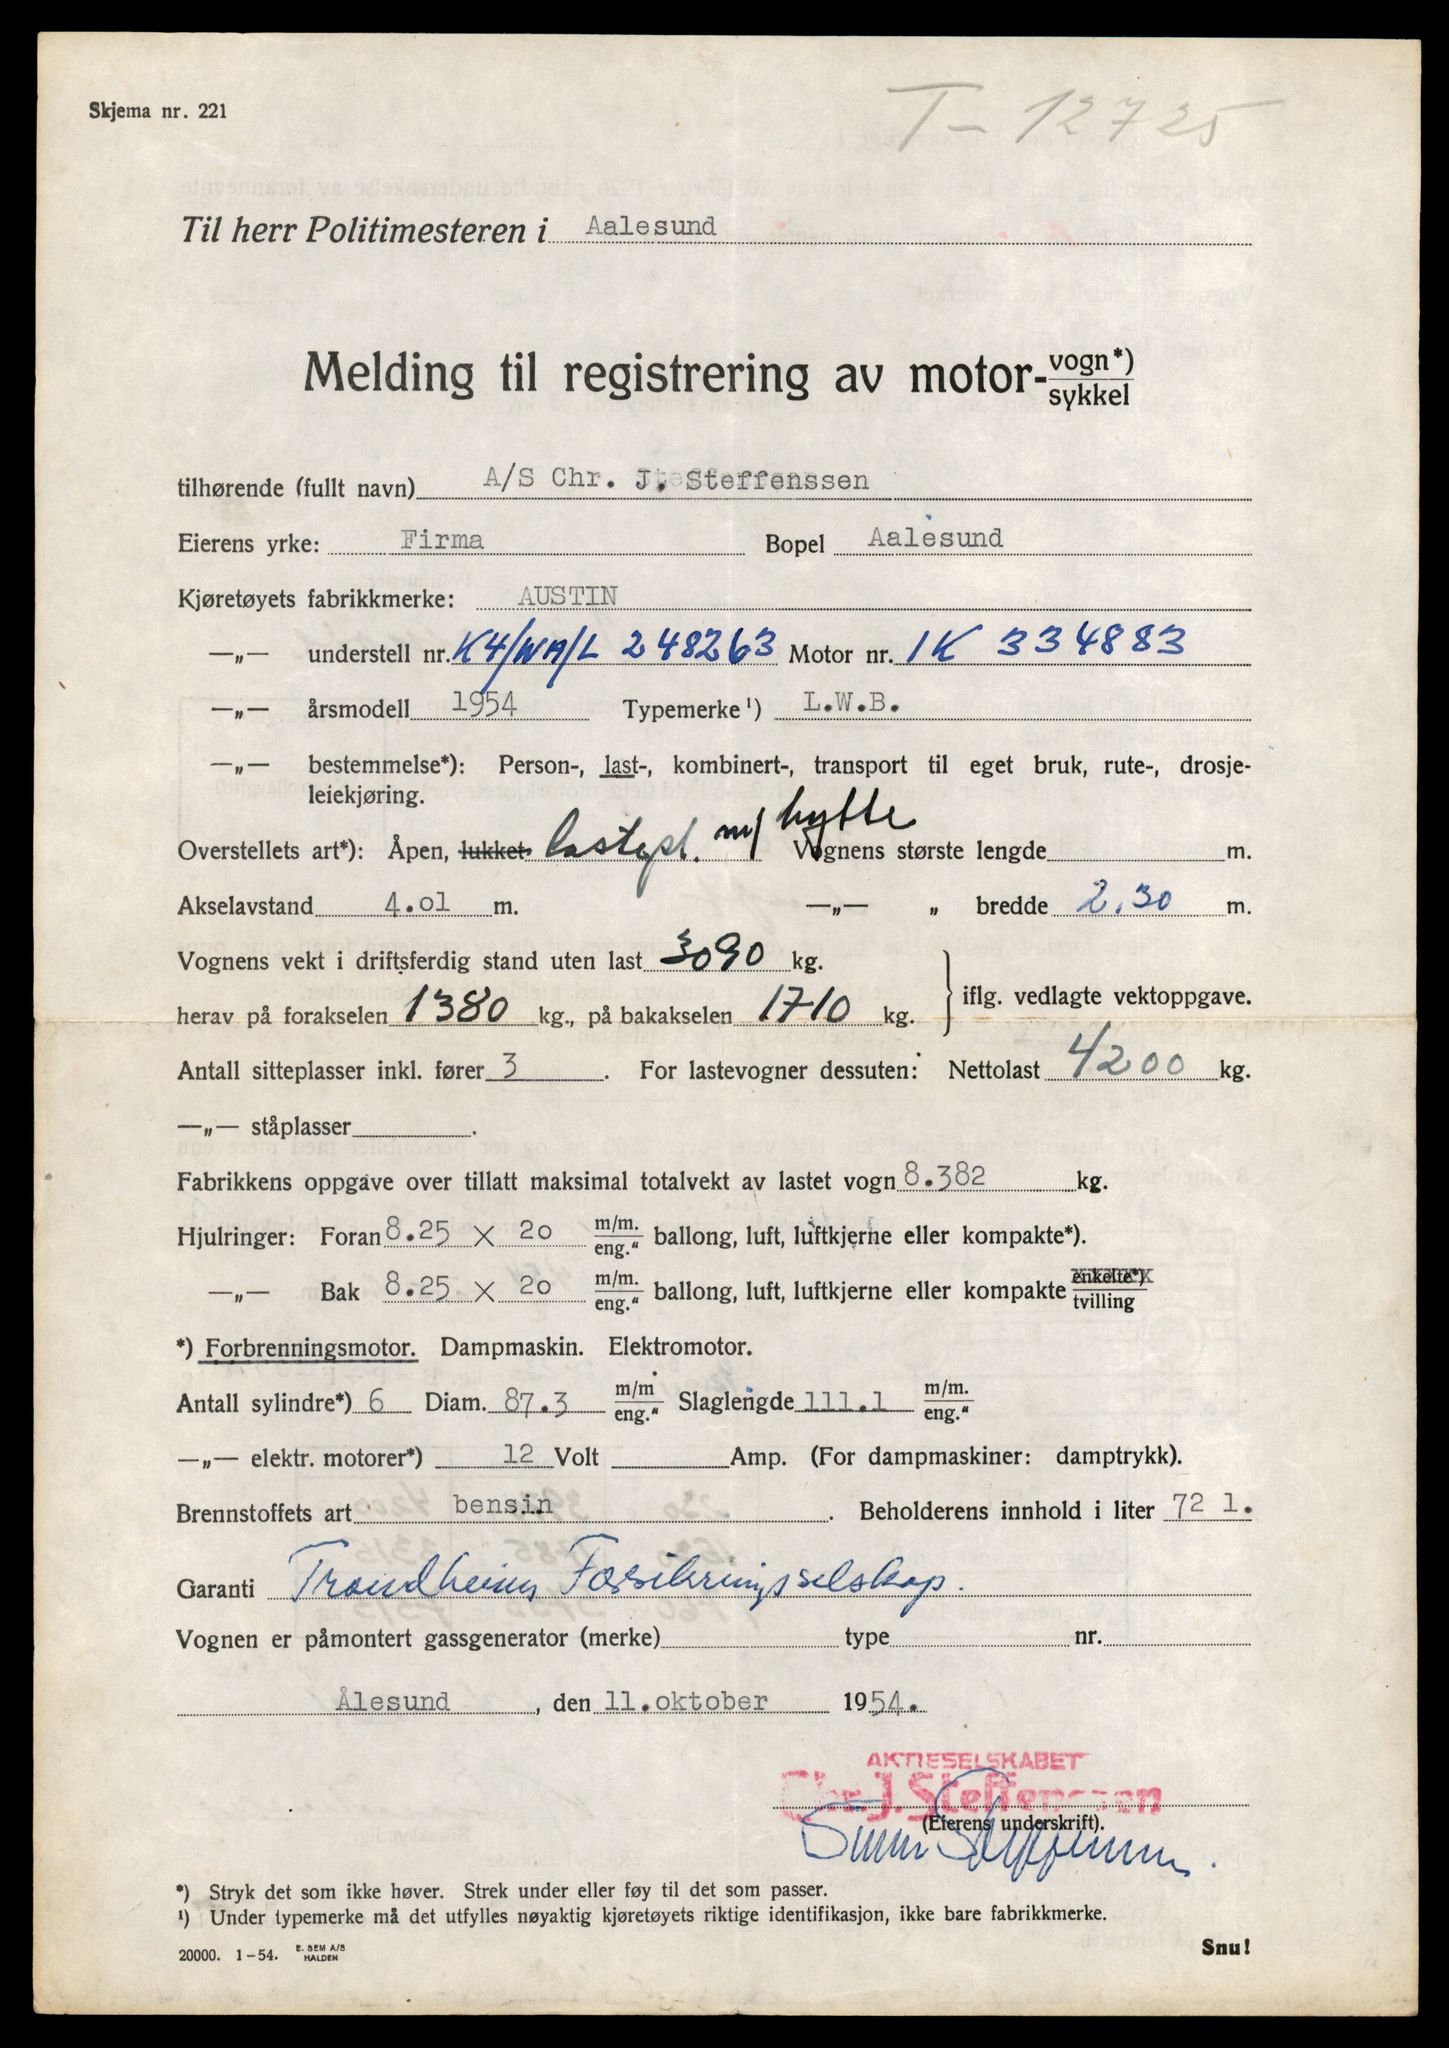 Skjema nr. 221
T - 12725
Til herr Politimesteren i Aalesund
Melding til registrering av motor-vogn*)
sykkel
tilhørende (fullt navn) A/S Chr. J. Steffenssen
Eierens yrke: Firma Bopel Aalesund
Kjøretøyets fabrikkmerke: AUSTIN
—„— understell nr. K4/WA/L 248263 Motor nr. 1K 334883
—„— årsmodell 1954 Typemerke¹) L.W.B.
—„— bestemmelse*): Person-, last-, kombinert-, transport til eget bruk, rute-, drosje-
leiekjøring.
Overstellets art*): Åpen, lukket m/ hytte Vognens største lengde m.
Akselavstand 4.01 m. —„— „ bredde 2.30 m.
Vognens vekt i driftsferdig stand uten last 3090 kg.
herav på forakselen 1380 kg., på bakakselen 1710 kg. iflg. vedlagte vektoppgave.
Antall sitteplasser inkl. fører 3. For lastevogner dessuten: Nettolast 4200 kg.
—„— ståplasser .
Fabrikkens oppgave over tillatt maksimal totalvekt av lastet vogn 8.382 kg.
Hjulringer: Foran 8.25 x 20 m/m. eng.“ ballong, luft, luftkjerne eller kompakte*).
—„— Bak 8.25 x 20 m/m. eng.“ ballong, luft, luftkjerne eller kompakte enkelte*) tvilling
*) Forbrenningsmotor. Dampmaskin. Elektromotor.
Antall sylindre*) 6 Diam. 87.3 m/m eng.“ Slaglengde 111.1 m/m. eng.“
—„— elektr. motorer*) 12 Volt Amp. (For dampmaskiner: damptrykk).
Brennstoffets art bensin . Beholderens innhold i liter 72 l.
Garanti Trondheims Forsikringsselskap.
Vognen er påmontert gassgenerator (merke) type nr.
Ålesund, den 11.oktober 1954.
AKTIESELSKABET
Chr. J. Steffenssen
(Eierens underskrift).
Steffenssen
*) Stryk det som ikke høver. Strek under eller føy til det som passer.
¹) Under typemerke må det utfylles nøyaktig kjøretøyets riktige identifikasjon, ikke bare fabrikkmerke.
20000. 1-54. E. SEM A/S HALDEN
Snu!